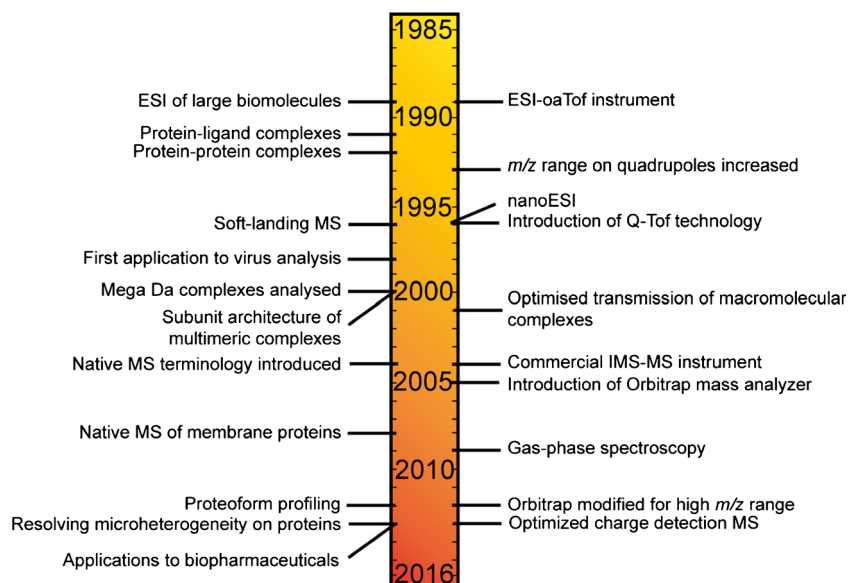 1985
ESI of large biomolecules
ESI-oaTof instrument
1990
Protein-ligand complexes
Protein-protein complexes
m/z range on quadrupoles increased
nanoESI
1995
Soft-landing MS
Introduction of Q-Tof technology
First application to virus analysis
Mega Da complexes analysed
2000
Optimised transmission of macromolecular
complexes
Subunit architecture of
multimeric complexes
Native MS terminology introduced
Commercial IMS-MS instrument
2005
Introduction of Orbitrap mass analyzer
Native MS of membrane proteins
Gas-phase spectroscopy
2010
Proteoform profiling
Orbitrap modified for high m/z range
Resolving microheterogeneity on proteins
Optimized charge detection MS
Applications to biopharmaceuticals
2016